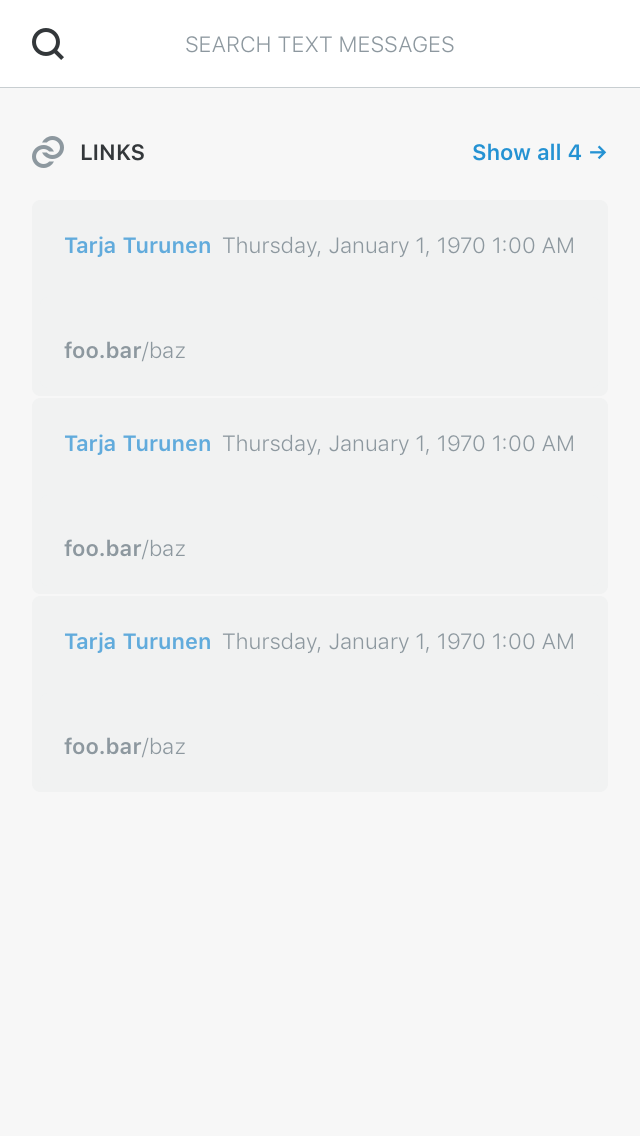 SEARCH TEXT MESSAGES
LINKS Show all 4 →
Tarja Turunen Thursday, January 1, 1970 1:00 AM
foo.bar/baz
Tarja Turunen Thursday, January 1, 1970 1:00 AM
foo.bar/baz
Tarja Turunen Thursday, January 1, 1970 1:00 AM
foo.bar/baz